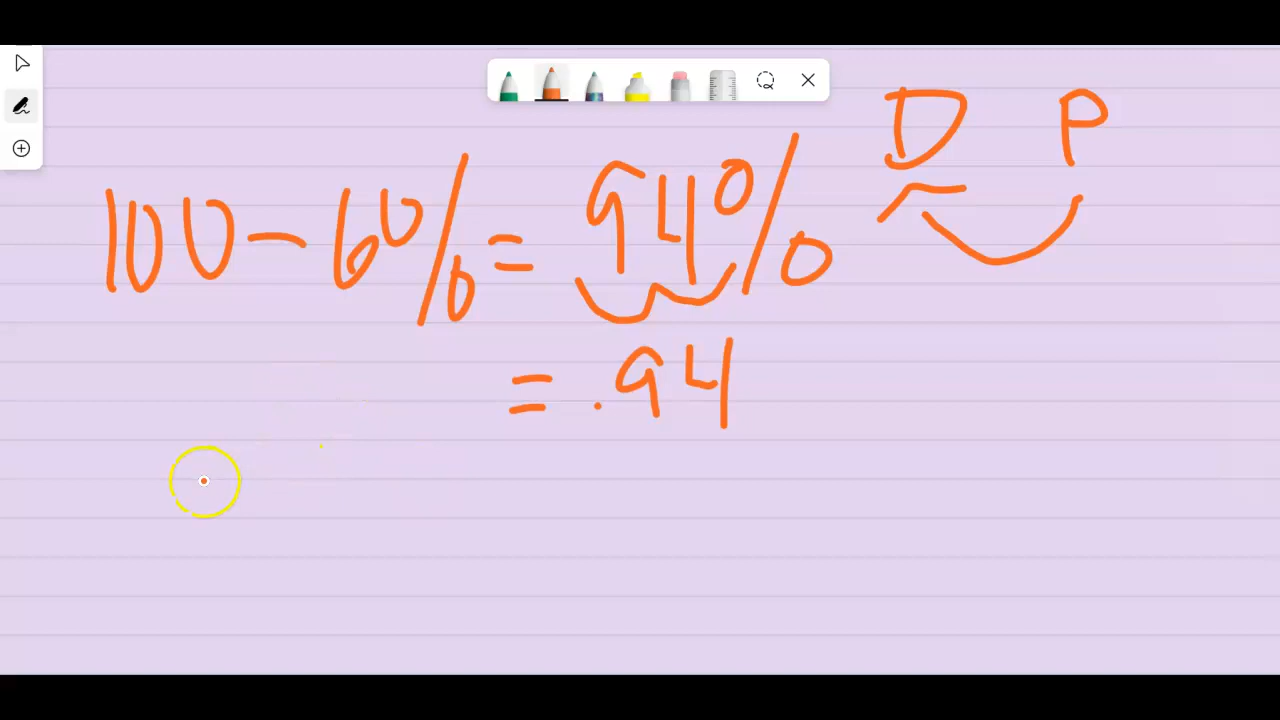 D P
100 - 6% = 94%
= .94